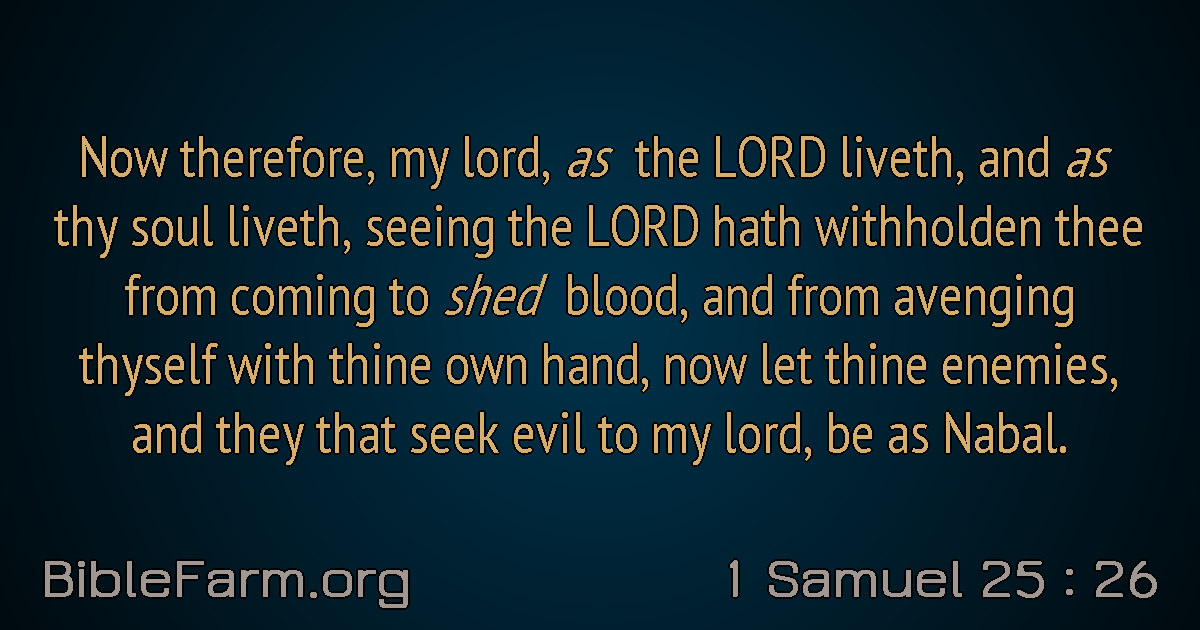 Now therefore, my lord, as the LORD liveth, and as
thy soul liveth, seeing the LORD hath withholden thee
from coming to shed blood, and from avenging
thyself with thine own hand, now let thine enemies,
and they that seek evil to my lord, be as Nabal.
BibleFarm.org
1 Samuel 25 : 26